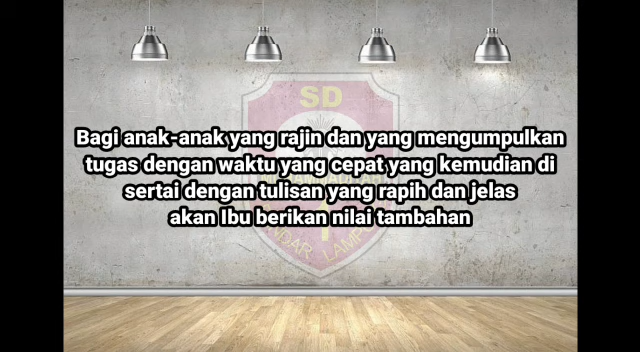 SD
Bagi anak-anak yang rajin dan yang mengumpulkan
tugas dengan waktu yang cepat yang kemudian di
sertai dengan tulisan yang rapih dan jelas
akan Ibu berikan nilai tambahan